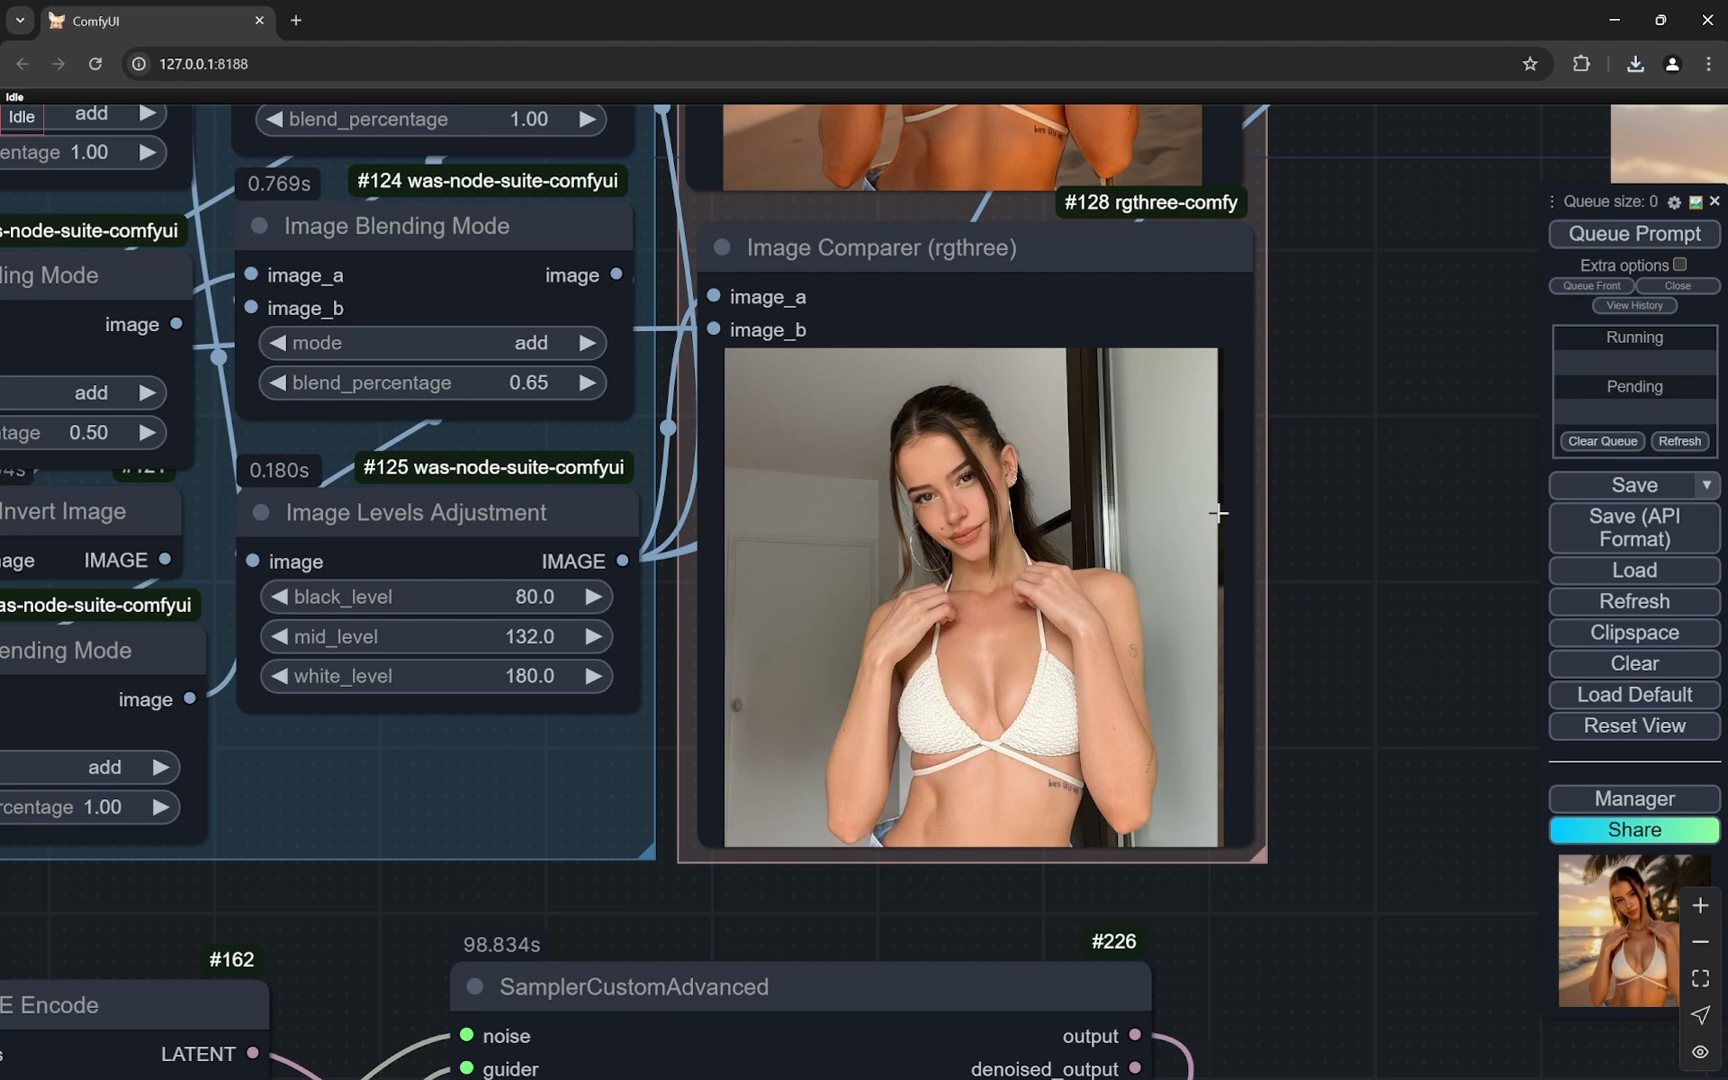 ComfyUI
127.0.0.1:8188
Idle
Idle
add
entage 1.00
blend_percentage 1.00
0.769s
#124 was-node-suite-comfyui
Image Blending Mode
image_a
image
image_b
mode add
blend_percentage 0.65
s-node-suite-comfyui
ing Mode
image
add
tage 0.50
0.180s
#125 was-node-suite-comfyui
Image Levels Adjustment
image
IMAGE
black_level 80.0
mid_level 132.0
white_level 180.0
nvert Image
age
IMAGE
as-node-suite-comfyui
ending Mode
image
add
rcentage 1.00
#128 rgthree-comfy
Image Comparer (rgthree)
image_a
image_b
98.834s
#226
SamplerCustomAdvanced
noise
output
guider
denoised_output
#162
E Encode
s
LATENT
Queue size: 0
Queue Prompt
Extra options
Queue Front
Close
View History
Running
Pending
Clear Queue
Refresh
Save
Save (API
Format)
Load
Refresh
Clipspace
Clear
Load Default
Reset View
Manager
Share